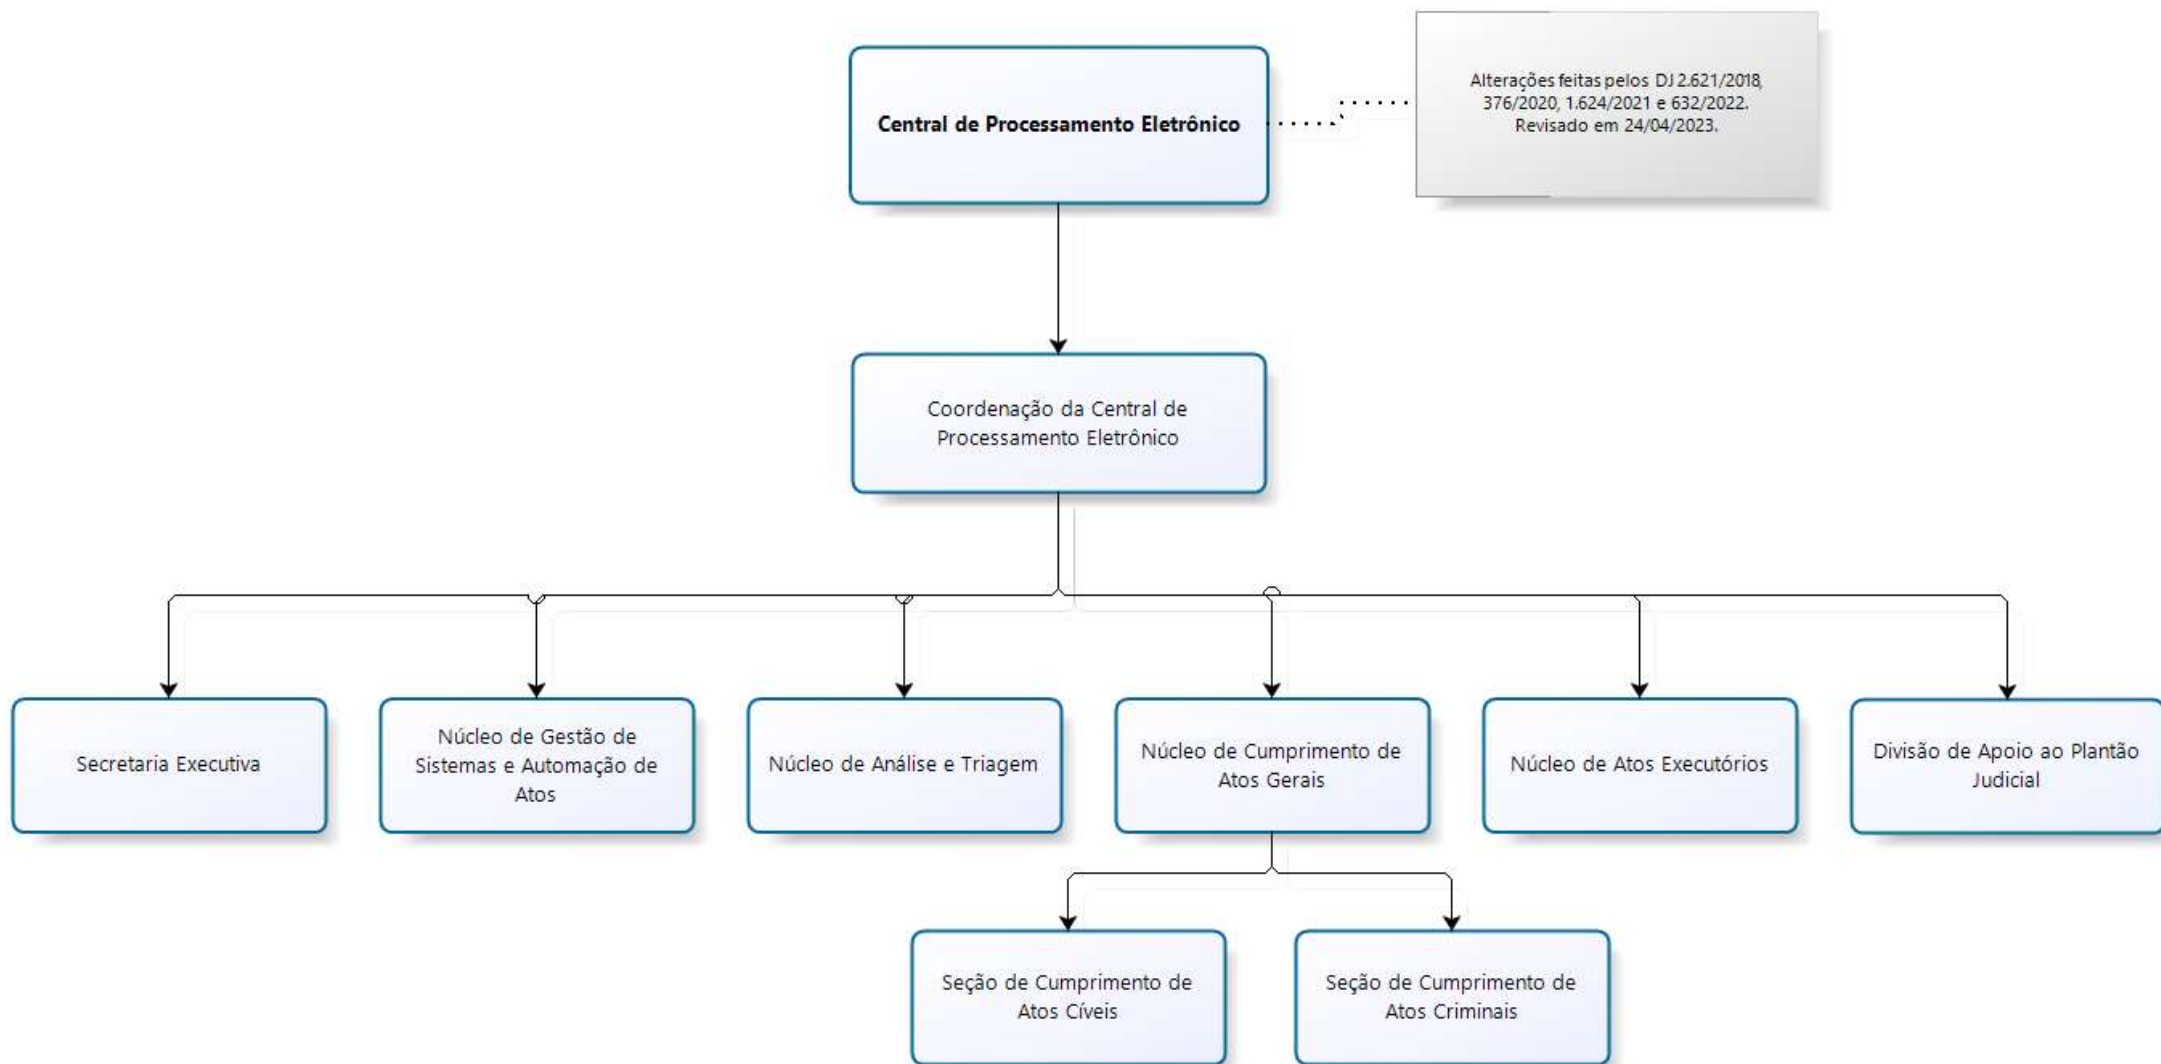 Central de Processamento Eletrônico
Alterações feitas pelos DJ 2.621/2018,
376/2020, 1.624/2021 e 632/2022.
Revisado em 24/04/2023.
Coordenação da Central de
Processamento Eletrônico
Secretaria Executiva
Núcleo de Gestão de
Sistemas e Automação de
Atos
Núcleo de Análise e Triagem
Núcleo de Cumprimento de
Atos Gerais
Núcleo de Atos Executórios
Divisão de Apoio ao Plantão
Judicial
Seção de Cumprimento de
Atos Cíveis
Seção de Cumprimento de
Atos Criminais